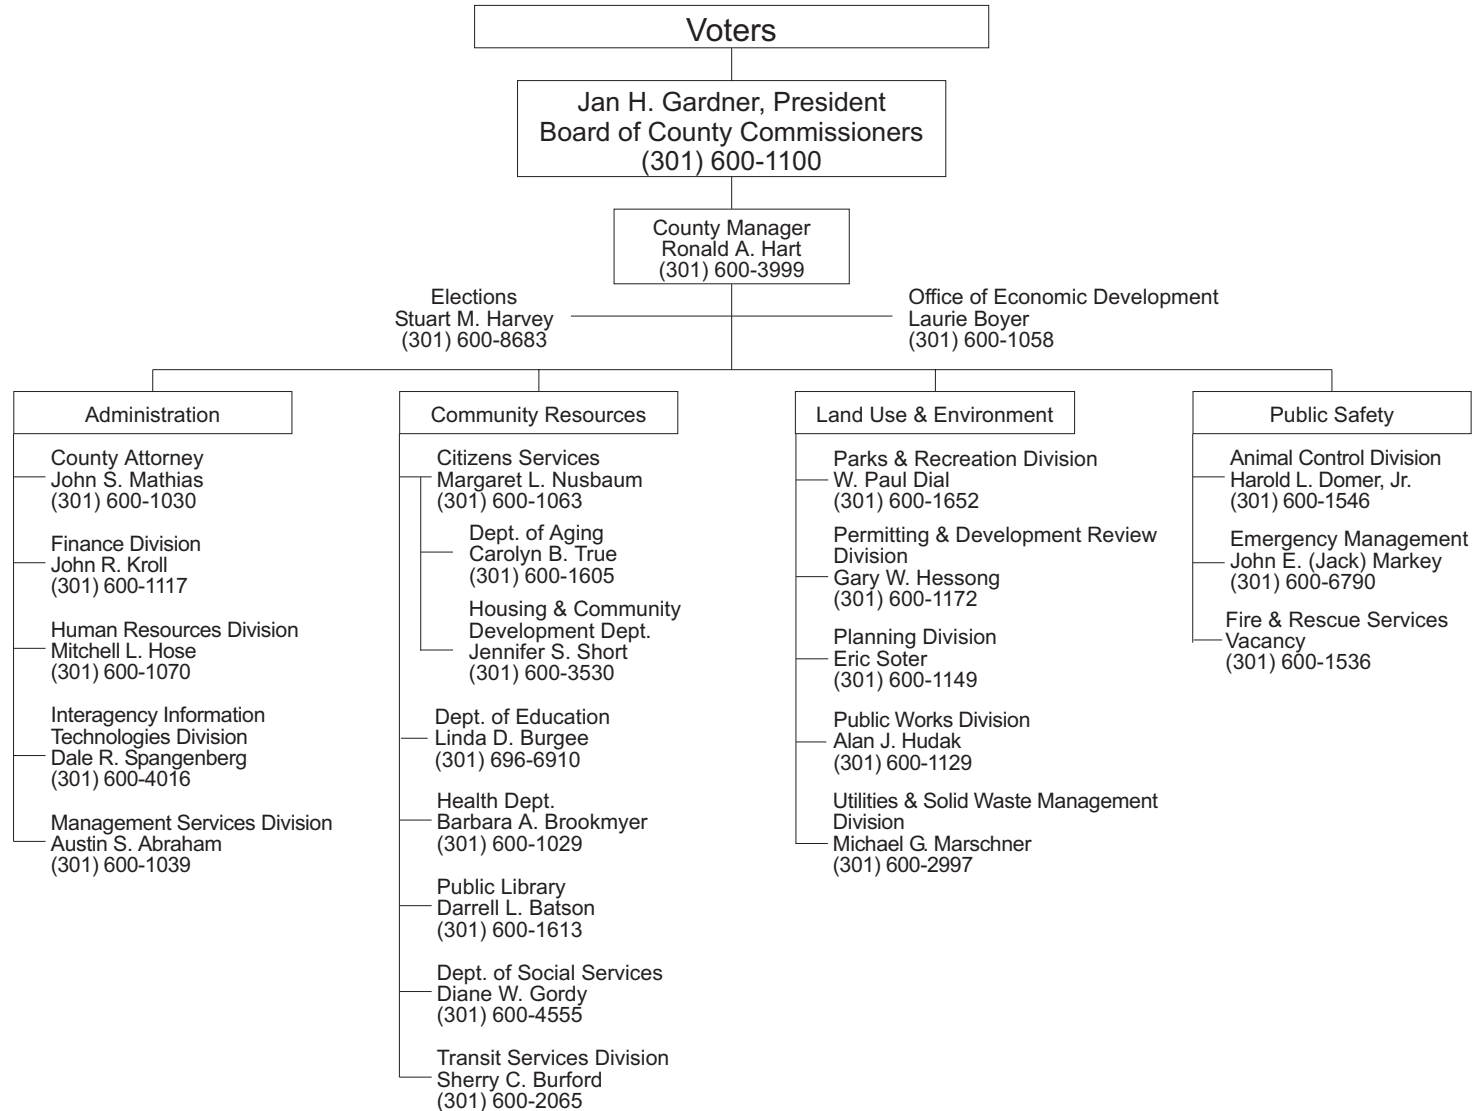 Voters
Jan H. Gardner, President
Board of County Commissioners
(301) 600-1100
County Manager
Ronald A. Hart
(301) 600-3999
Elections
Stuart M. Harvey
(301) 600-8683
Office of Economic Development
Laurie Boyer
(301) 600-1058
Administration
County Attorney
John S. Mathias
(301) 600-1030
Finance Division
John R. Kroll
(301) 600-1117
Human Resources Division
Mitchell L. Hose
(301) 600-1070
Interagency Information
Technologies Division
Dale R. Spangenberg
(301) 600-4016
Management Services Division
Austin S. Abraham
(301) 600-1039
Community Resources
Citizens Services
Margaret L. Nusbaum
(301) 600-1063
Dept. of Aging
Carolyn B. True
(301) 600-1605
Housing & Community
Development Dept.
Jennifer S. Short
(301) 600-3530
Dept. of Education
Linda D. Burgee
(301) 696-6910
Health Dept.
Barbara A. Brookmyer
(301) 600-1029
Public Library
Darrell L. Batson
(301) 600-1613
Dept. of Social Services
Diane W. Gordy
(301) 600-4555
Transit Services Division
Sherry C. Burford
(301) 600-2065
Land Use & Environment
Parks & Recreation Division
W. Paul Dial
(301) 600-1652
Permitting & Development Review
Division
Gary W. Hessong
(301) 600-1172
Planning Division
Eric Soter
(301) 600-1149
Public Works Division
Alan J. Hudak
(301) 600-1129
Utilities & Solid Waste Management
Division
Michael G. Marschner
(301) 600-2997
Public Safety
Animal Control Division
Harold L. Domer, Jr.
(301) 600-1546
Emergency Management
John E. (Jack) Markey
(301) 600-6790
Fire & Rescue Services
Vacancy
(301) 600-1536